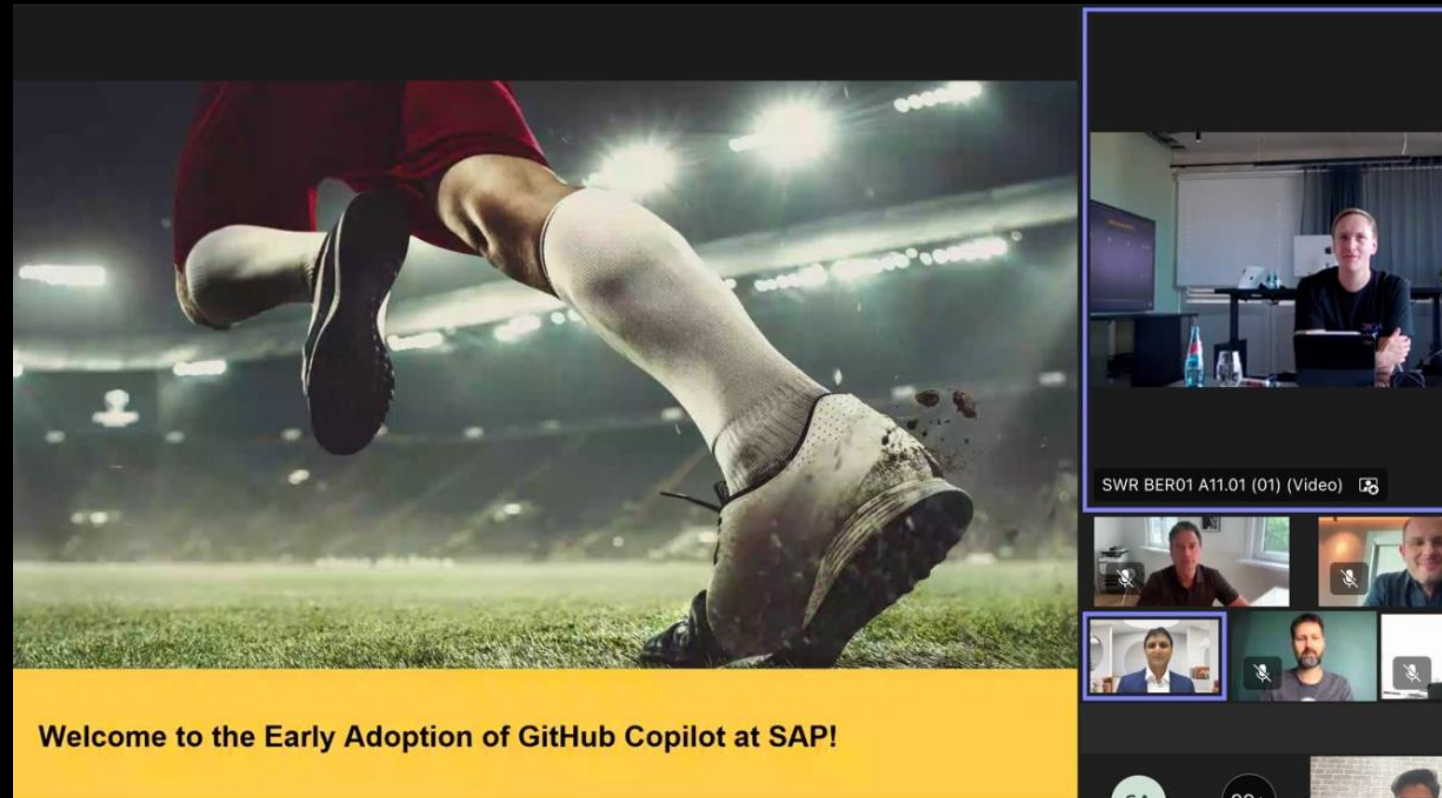 Welcome to the Early Adoption of GitHub Copilot at SAP!
SWR BER01 A11.01 (01) (Video)